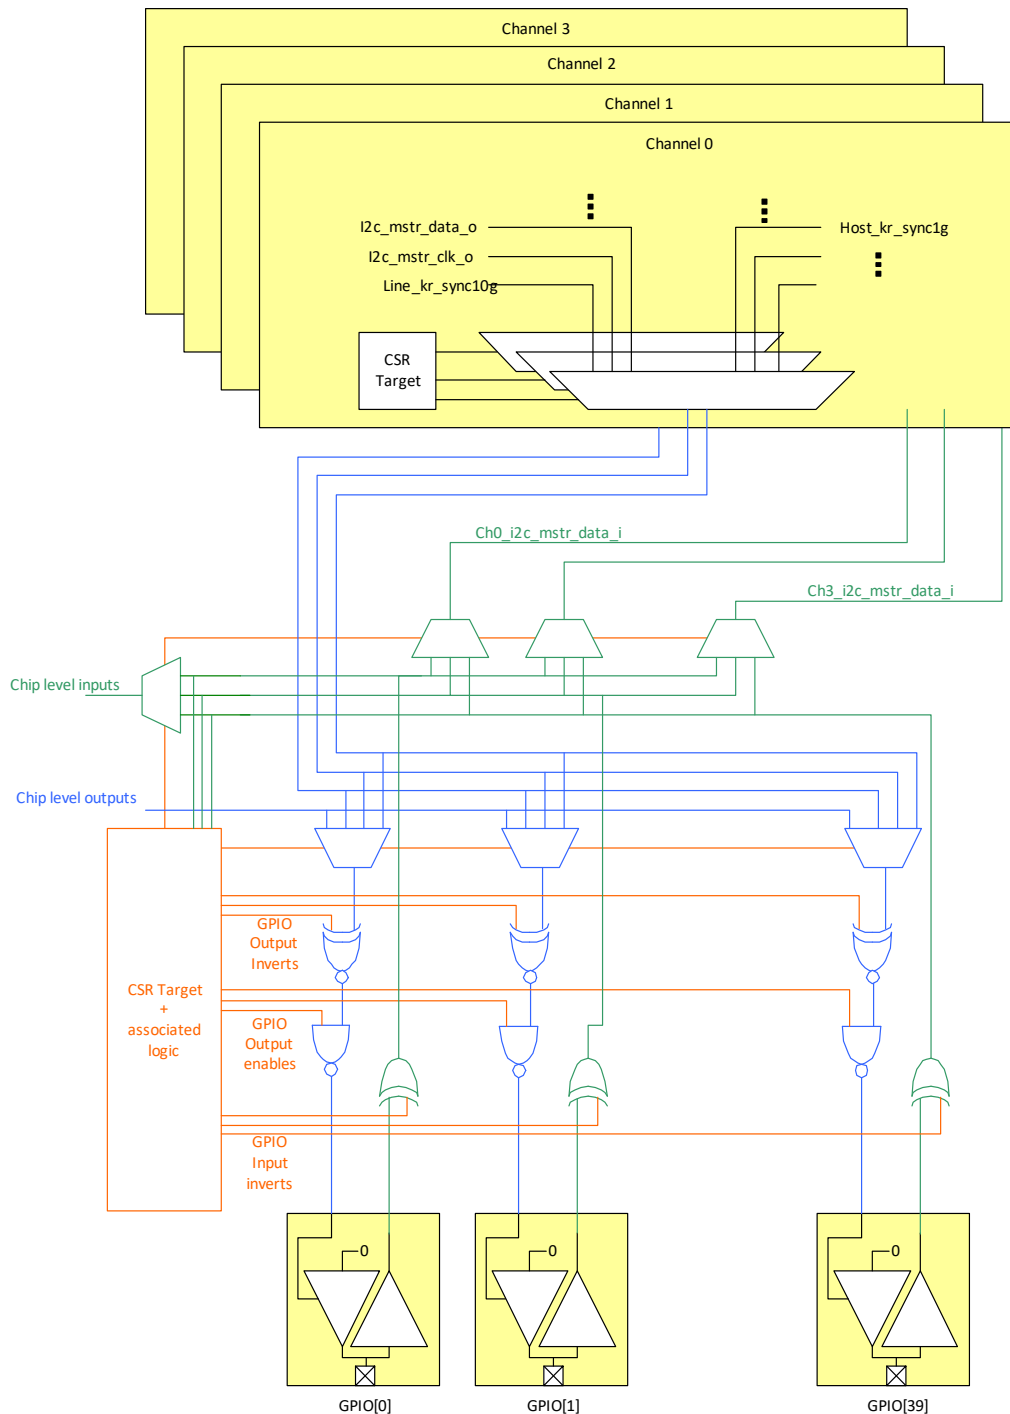 Channel 3
Channel 2
Channel 1
Channel 0
I2c_mstr_data_o
Host_kr_sync1g
I2c_mstr_clk_o
Line_kr_sync10g
CSR
Target
Ch0_i2c_mstr_data_i
Ch3_i2c_mstr_data_i
Chip level inputs
Chip level outputs
GPIO
Output
Inverts
CSR Target
+
associated
logic
GPIO
Output
enables
GPIO
Input
inverts
0
0
0
GPIO[0]
GPIO[1]
GPIO[39]